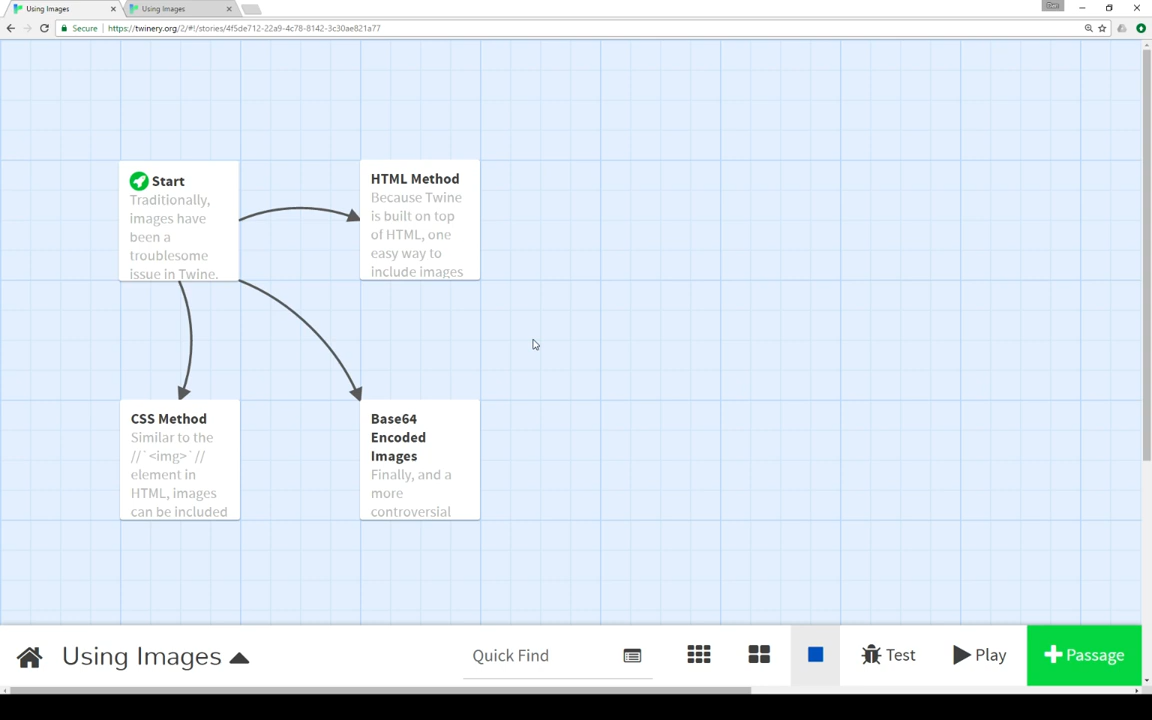 Using Images
Using Images
Secure
https://twinery.org/2/#!/stories/4f5de712-22a9-4c78-8142-3c30ae821a77
Start
Traditionally,
images have
been a
troublesome
issue in Twine.
HTML Method
Because Twine
is built on top
of HTML, one
easy way to
include images
CSS Method
Similar to the
//`<img>`//
element in
HTML, images
can be included
Base64
Encoded
Images
Finally, and a
more
controversial
Using Images
Quick Find
Test
Play
Passage